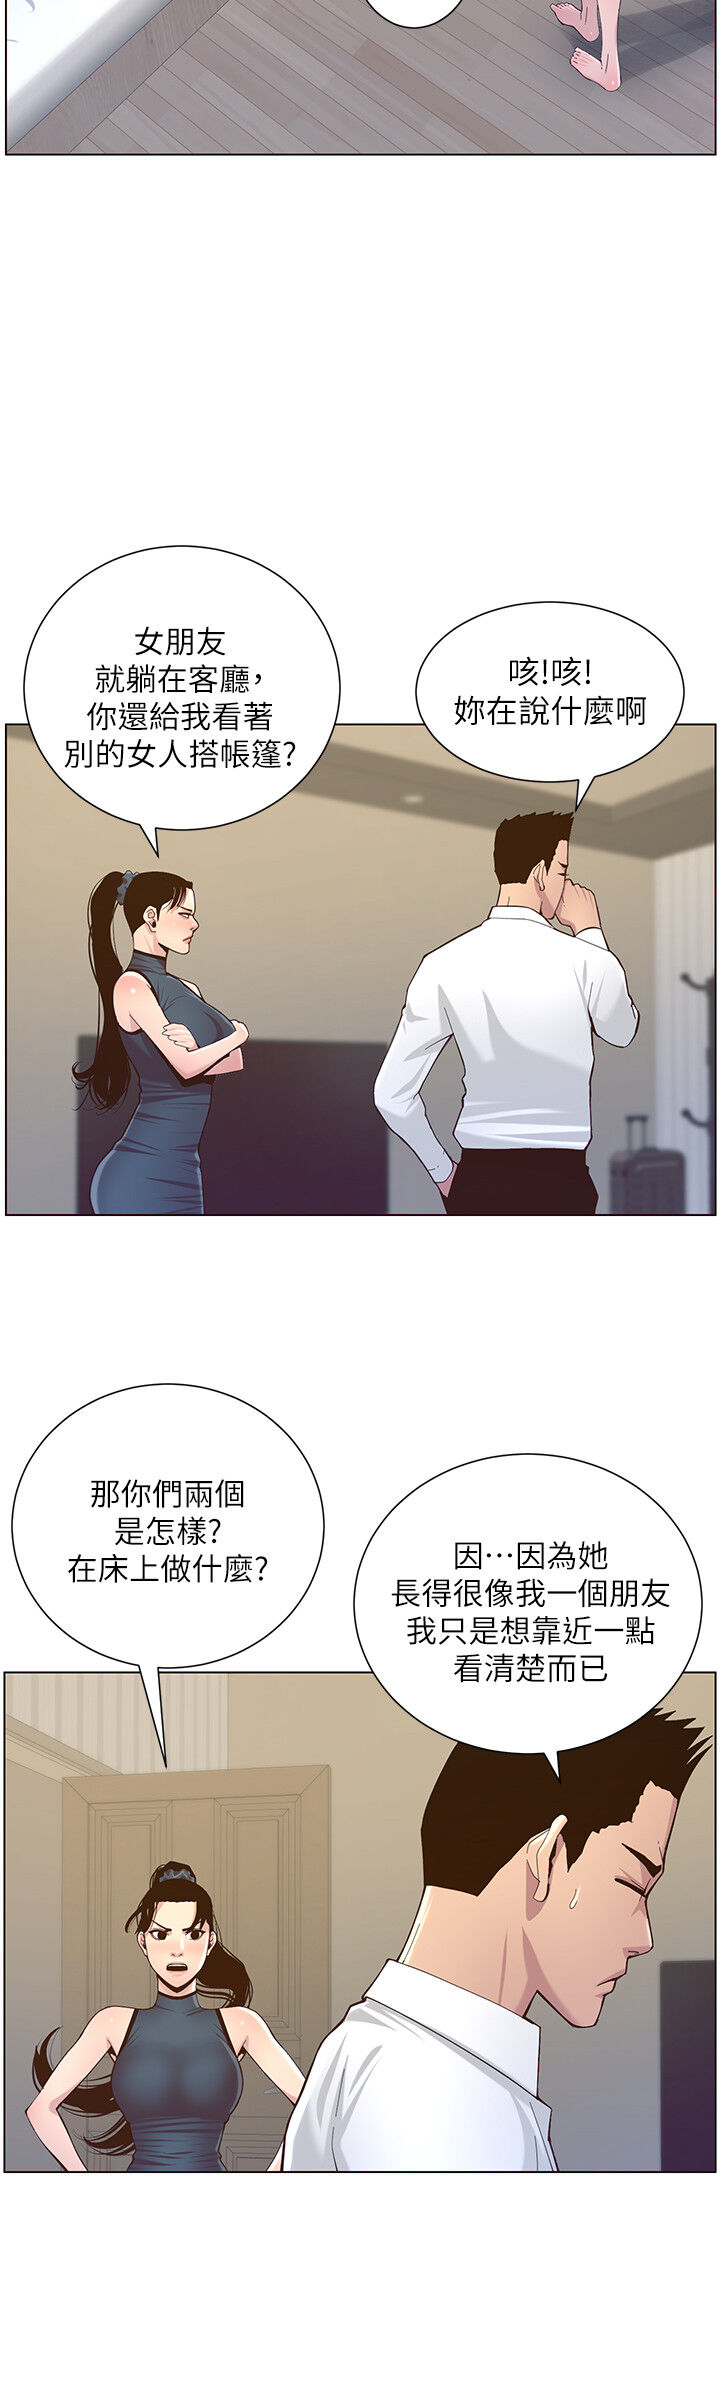 女朋友
就躺在客廳，
你還給我看著
別的女人搭帳篷?
咳!咳!
妳在說什麼啊
那你們兩個
是怎樣?
在床上做什麼?
因⋯因為她
長得很像我一個朋友
我只是想靠近一點
看清楚而已